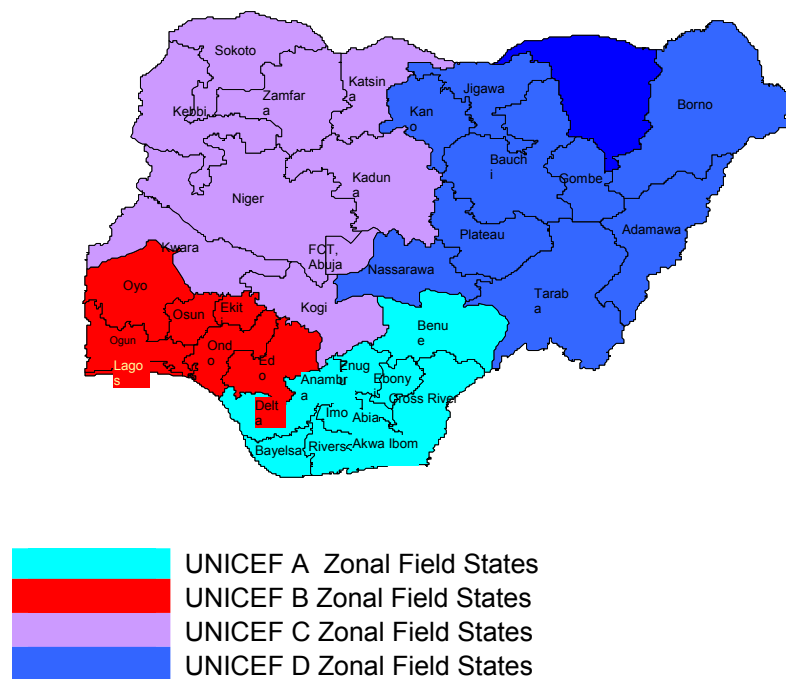 Sokoto
Katsin
a
Zamfar
a
Kebbi
Jigawa
Kan
o
Borno
Bauch
i
Gombe
Kadun
a
Niger
Adamawa
Plateau
Kwara
FCT,
Abuja
Nassarawa
Tarab
a
Oyo
Kogi
Osun
Ekit
i
Benu
e
Ogun
Ond
o
Ed
o
Lago
s
Enug
u
Ebony
i
Anambr
a
Cross River
Delt
a
Imo
Abia
Bayelsa
Rivers
Akwa Ibom
UNICEF A  Zonal Field States
UNICEF B Zonal Field States
UNICEF C Zonal Field States
UNICEF D Zonal Field States